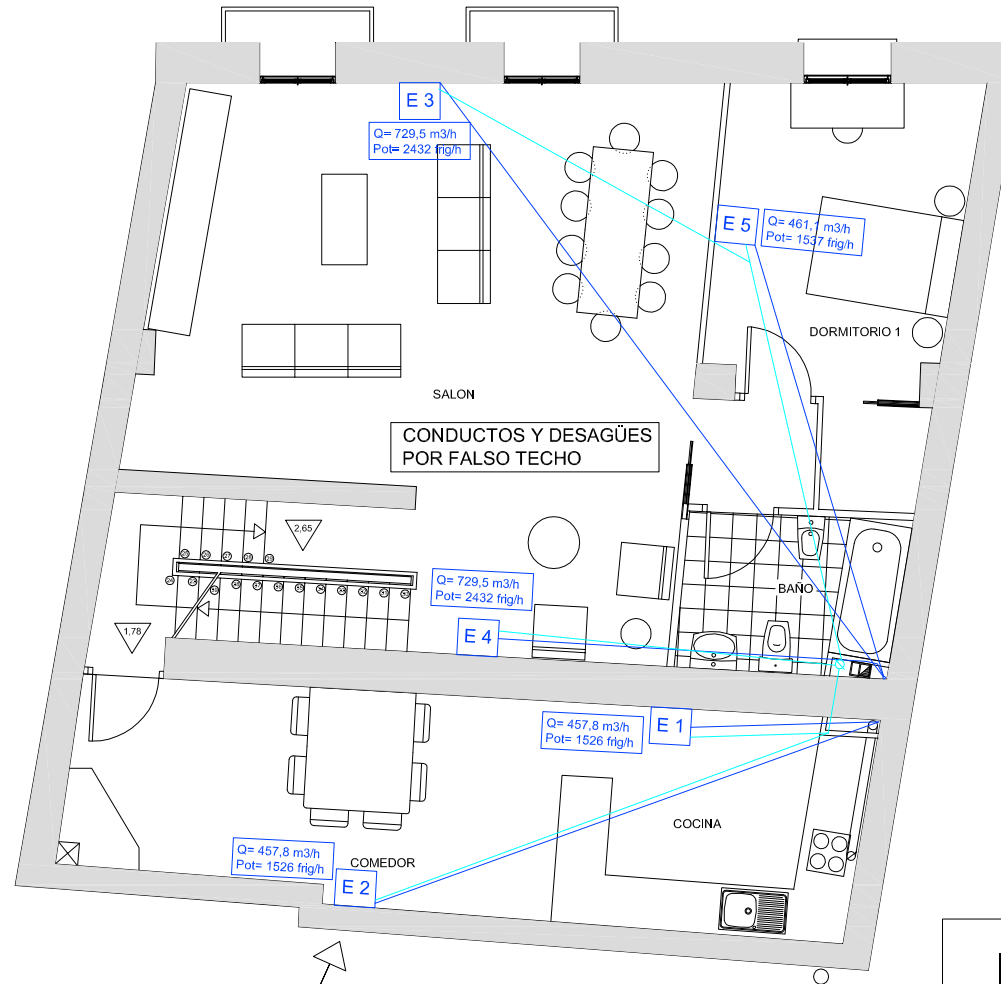 E 3
Q= 729,5 m3/h
Pot= 2432 frig/h
E 5
Q= 461,1 m3/h
Pot= 1537 frig/h
DORMITORIO 1
SALON
CONDUCTOS Y DESAGÜES
POR FALSO TECHO
2,65
Q= 729,5 m3/h
Pot= 2432 frig/h
BAÑO
1,78
E 4
Q= 457,8 m3/h
Pot= 1526 frig/h
E 1
COCINA
Q= 457,8 m3/h
Pot= 1526 frig/h
COMEDOR
E 2